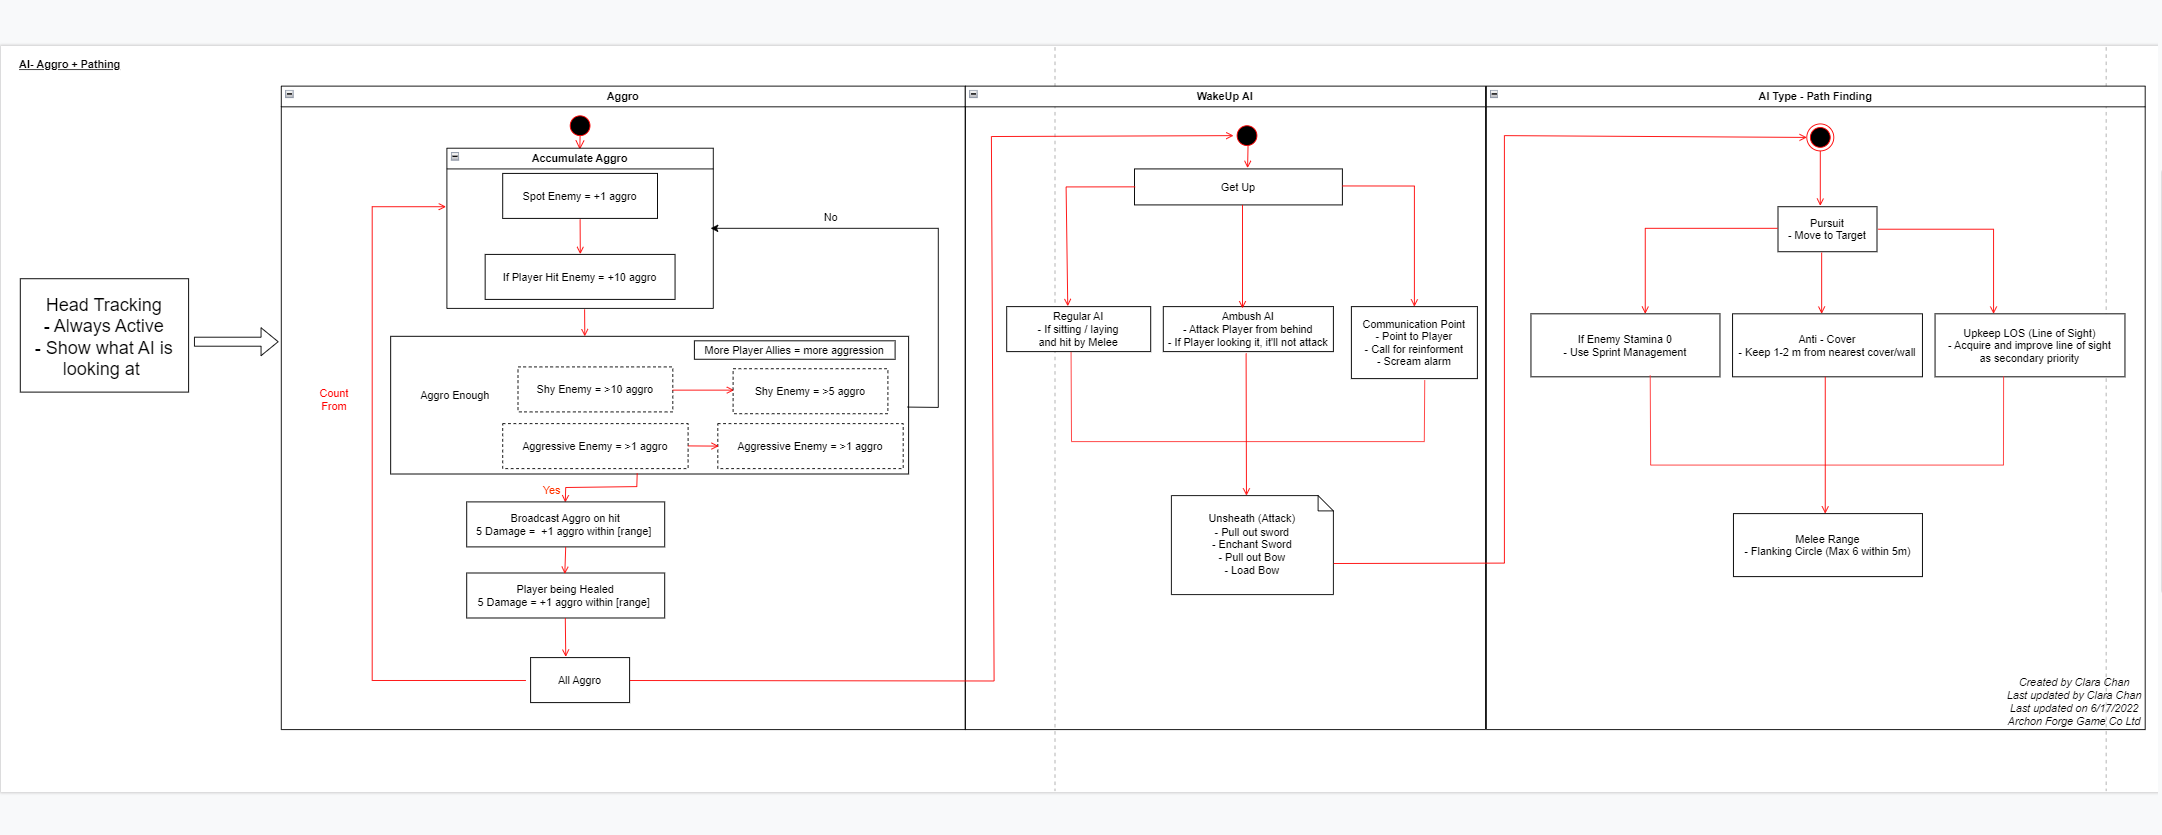 AI- Aggro + Pathing
Head Tracking
- Always Active
- Show what AI is
looking at
Aggro
Accumulate Aggro
Spot Enemy = +1 aggro
If Player Hit Enemy = +10 aggro
No
Count
From
More Player Allies = more aggression
Aggro Enough
Shy Enemy = >10 aggro
Shy Enemy = >5 aggro
Aggressive Enemy = >1 aggro
Aggressive Enemy = >1 aggro
Yes
Broadcast Aggro on hit
5 Damage =  +1 aggro within [range]
Player being Healed
5 Damage = +1 aggro within [range]
All Aggro
WakeUp AI
Get Up
Regular AI
- If sitting / laying
and hit by Melee
Ambush AI
- Attack Player from behind
- If Player looking it, it'll not attack
Communication Point
- Point to Player
- Call for reinforment
- Scream alarm
Unsheath (Attack)
- Pull out sword
- Enchant Sword
- Pull out Bow
- Load Bow
AI Type - Path Finding
Pursuit
- Move to Target
If Enemy Stamina 0
- Use Sprint Management
Anti - Cover
- Keep 1-2 m from nearest cover/wall
Upkeep LOS (Line of Sight)
- Acquire and improve line of sight
as secondary priority
Melee Range
- Flanking Circle (Max 6 within 5m)
Created by Clara Chan
Last updated by Clara Chan
Last updated on 6/17/2022
Archon Forge Game Co Ltd